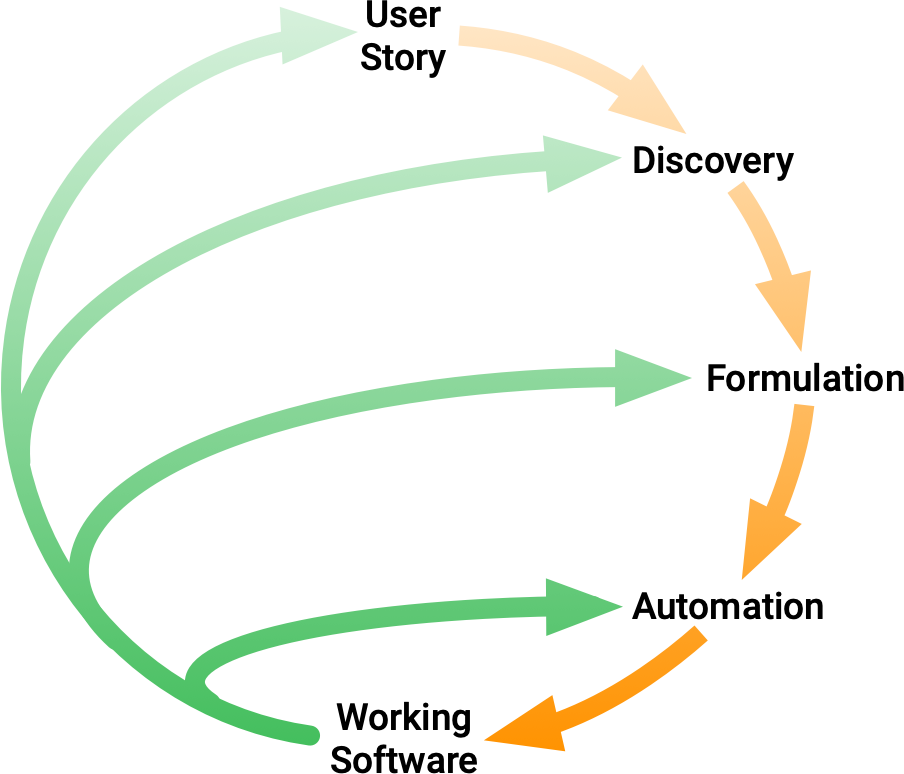 User
Story
Discovery
Formulation
Automation
Working
Software